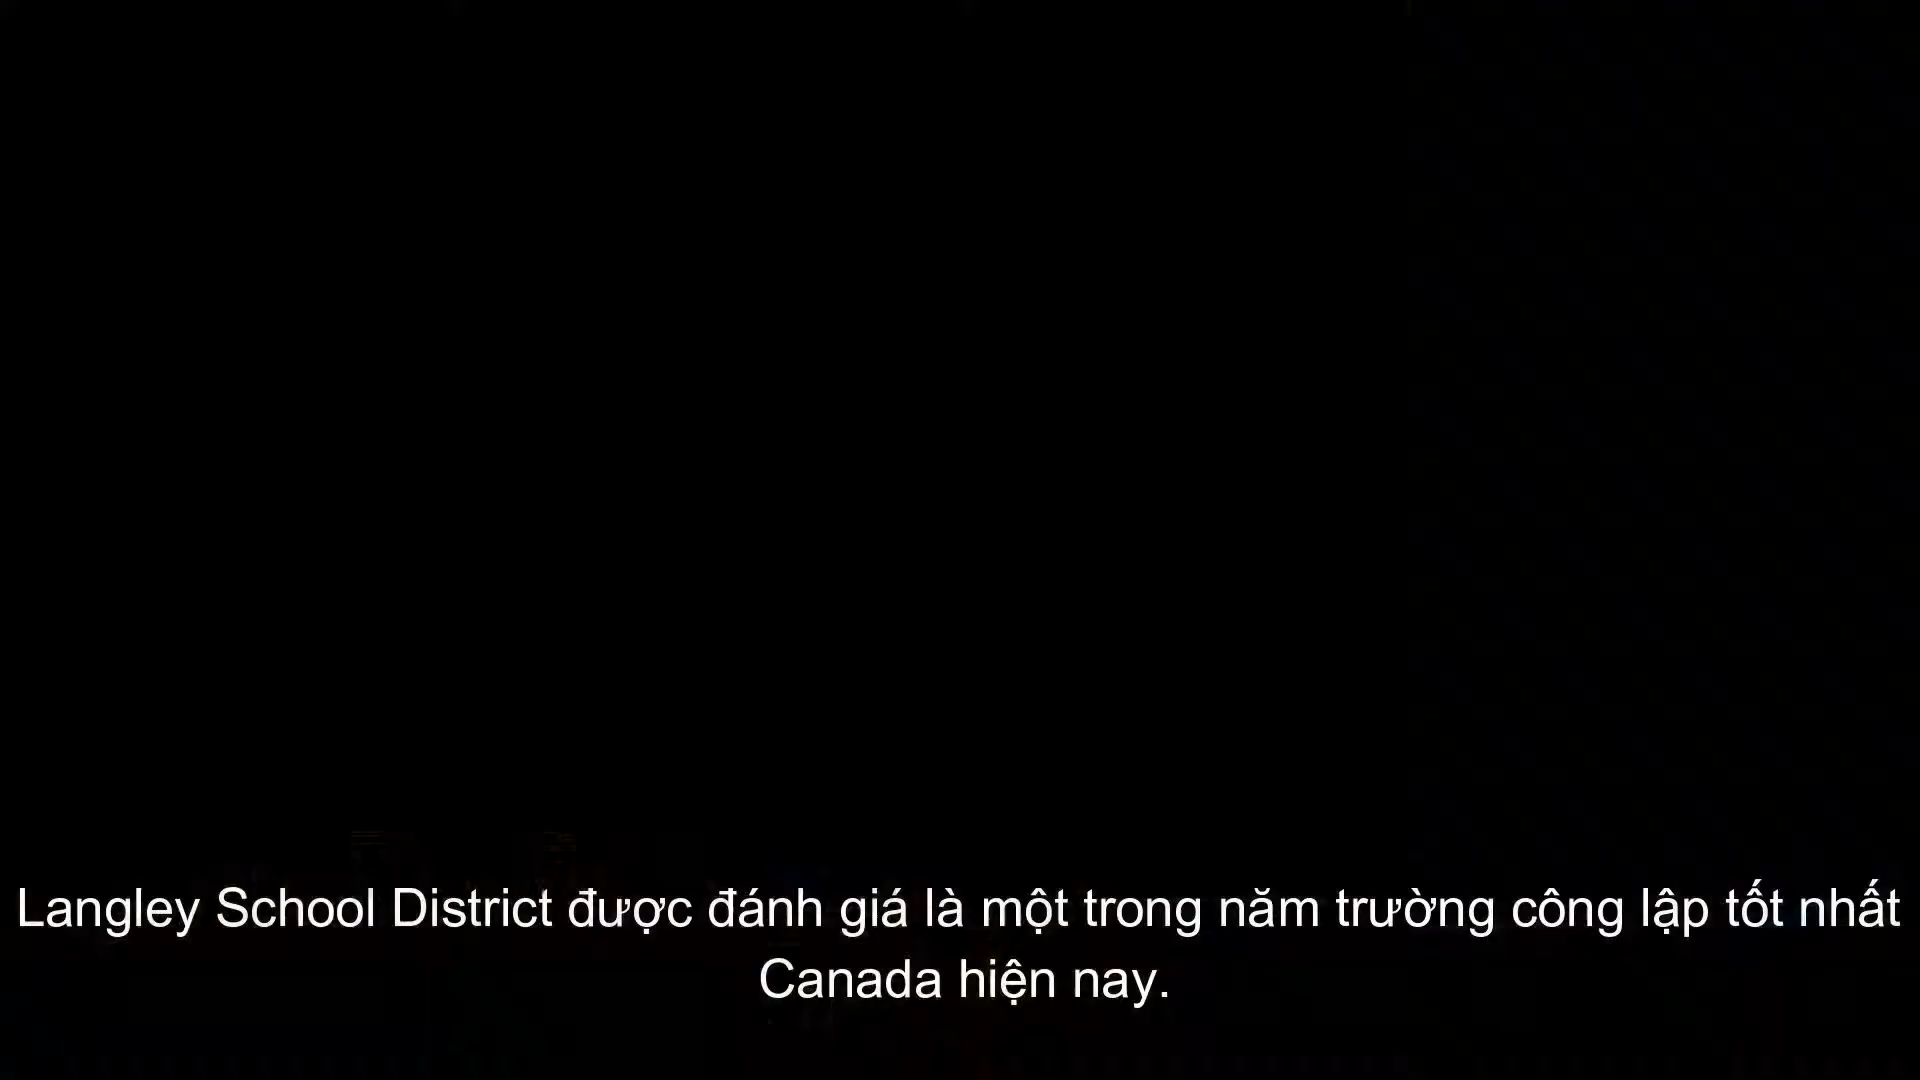 Langley School District được đánh giá là một trong năm trường công lập tốt nhất
Canada hiện nay.